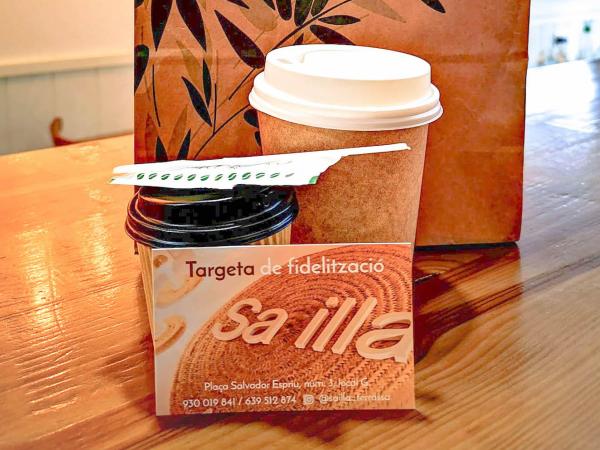 Targeta de fidelització
sa illa
Plaça Salvador Espriu, núm. 3, local G.
930 019 841 / 639 512 874 @sailla_terrassa